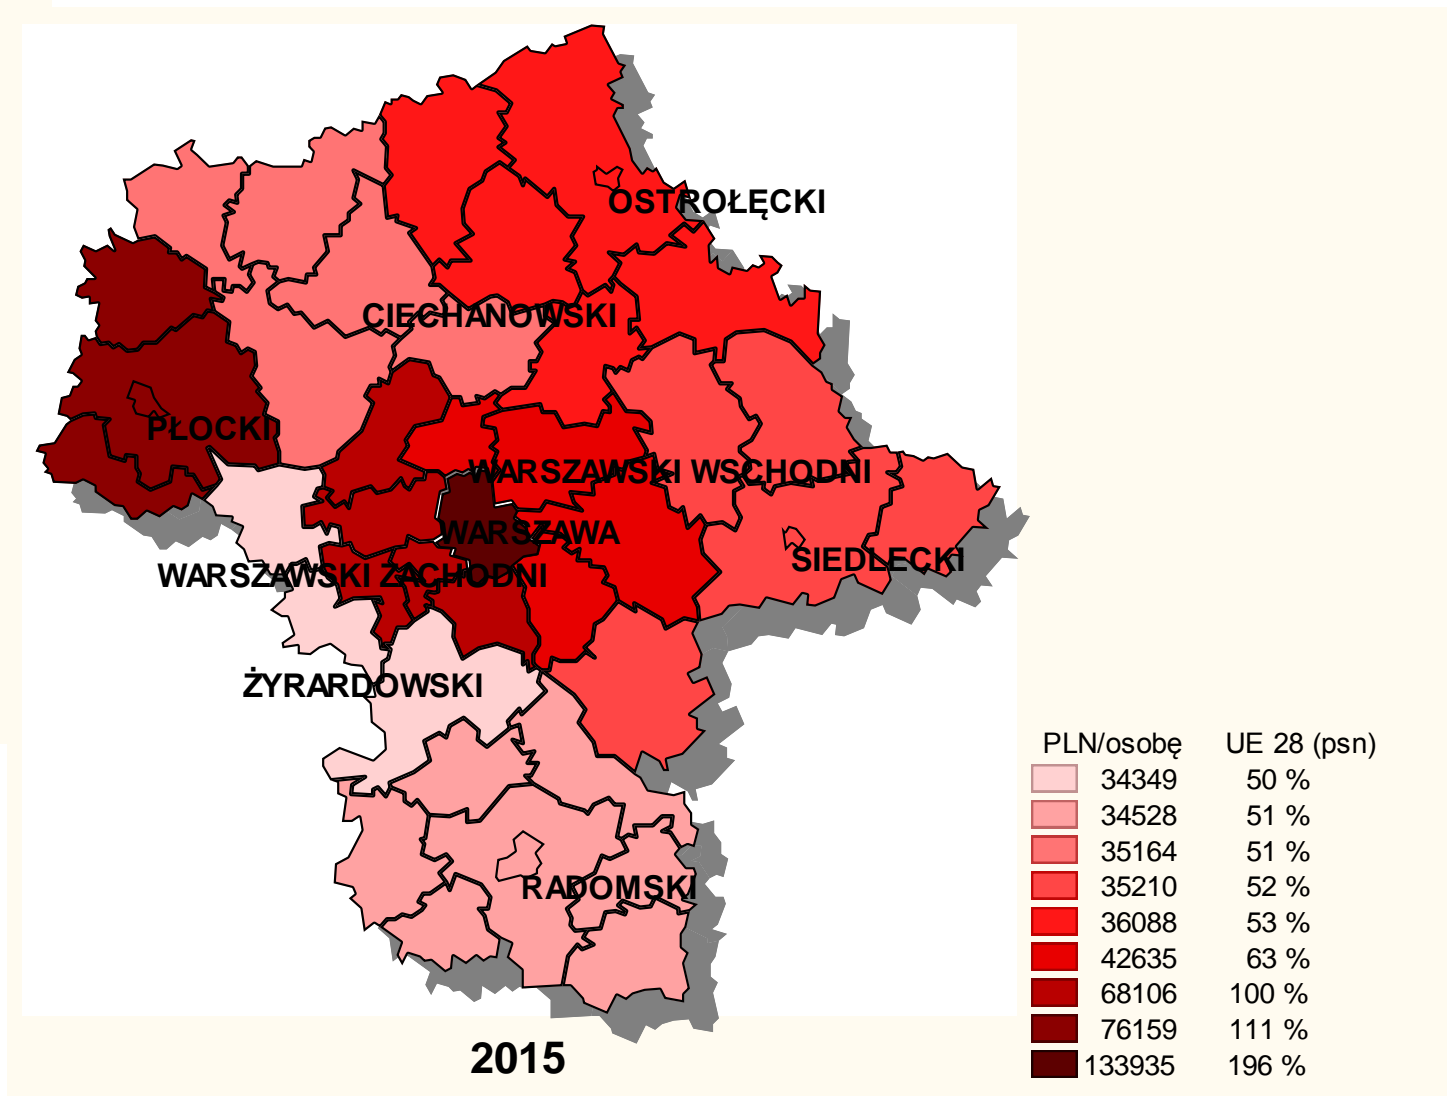 OSTROŁĘCKI
CIECHANOWSKI
PŁOCKI
WARSZAWSKI WSCHODNI
WARSZAWA
SIEDLECKI
WARSZAWSKI ZACHODNI
ŻYRARDOWSKI
RADOMSKI
PLN/osobę UE 28 (psn)
34349 50 %
34528 51 %
35164 51 %
35210 52 %
36088 53 %
42635 63 %
68106 100 %
76159 111 %
133935 196 %
2015